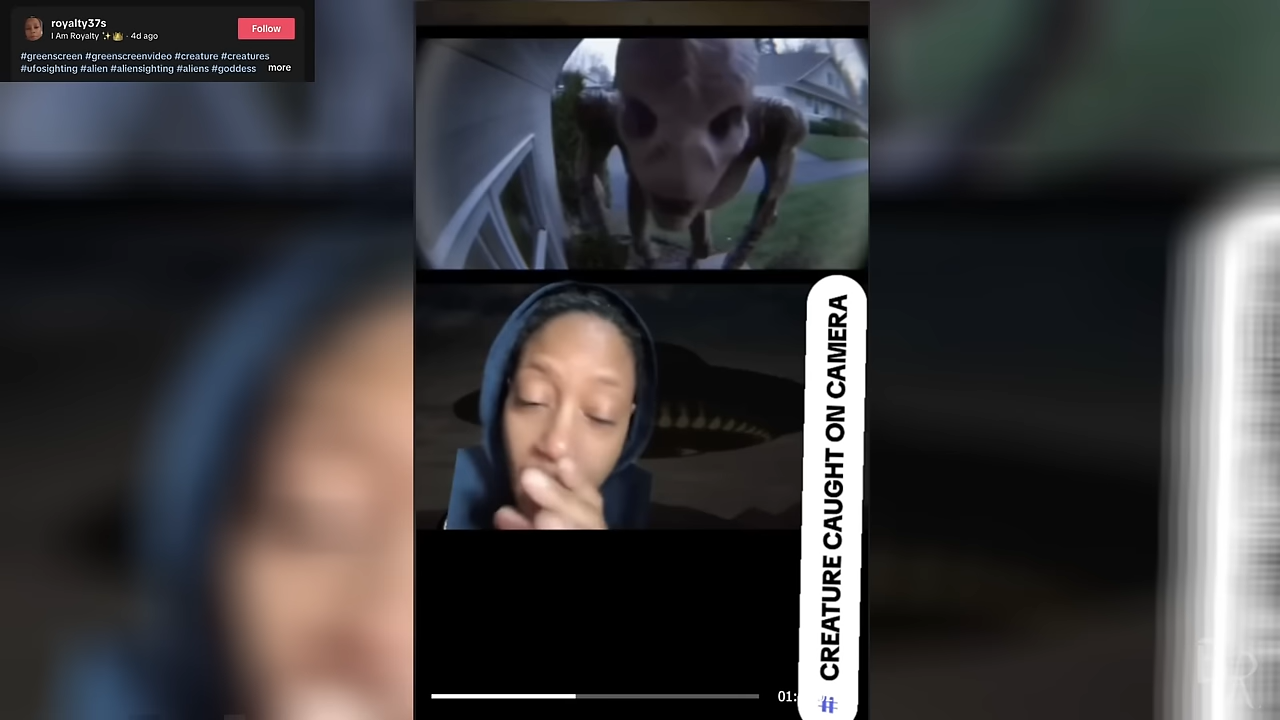 royalty37s
I Am Royalty ✨👑 · 4d ago
Follow
#greenscreen #greenscreenvideo #creature #creatures
#ufosighting #alien #aliensighting #aliens #goddess more
# CREATURE CAUGHT ON CAMERA
01: